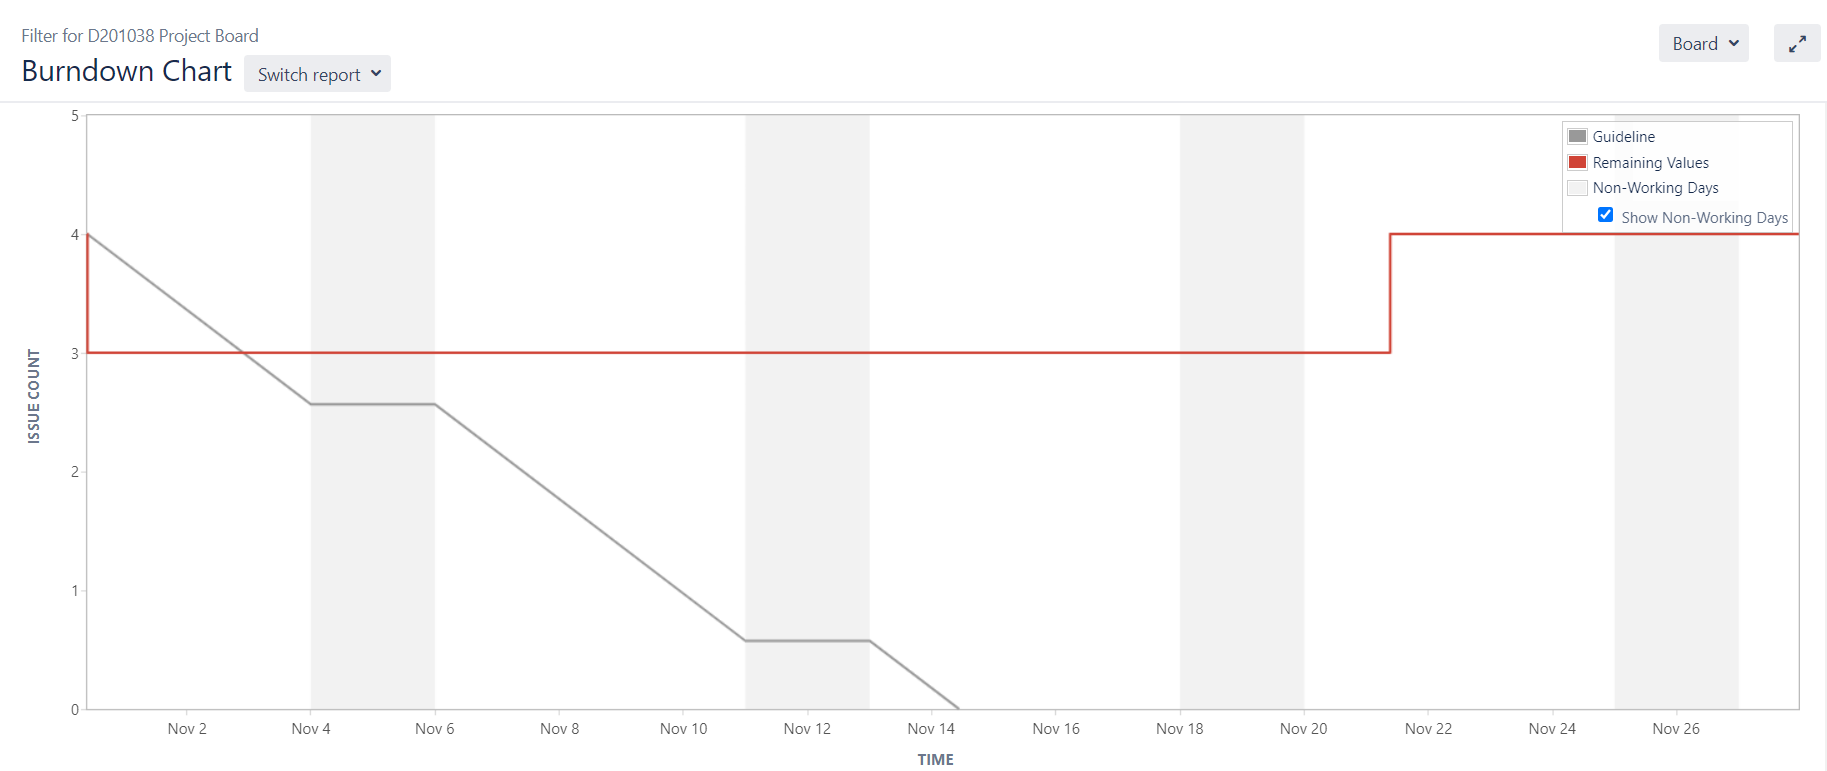 Filter for D201038 Project Board
Burndown Chart
Switch report
Board
5
4
3
2
1
0
ISSUE COUNT
Guideline
Remaining Values
Non-Working Days
Show Non-Working Days
Nov 2
Nov 4
Nov 6
Nov 8
Nov 10
Nov 12
Nov 14
Nov 16
Nov 18
Nov 20
Nov 22
Nov 24
Nov 26
TIME